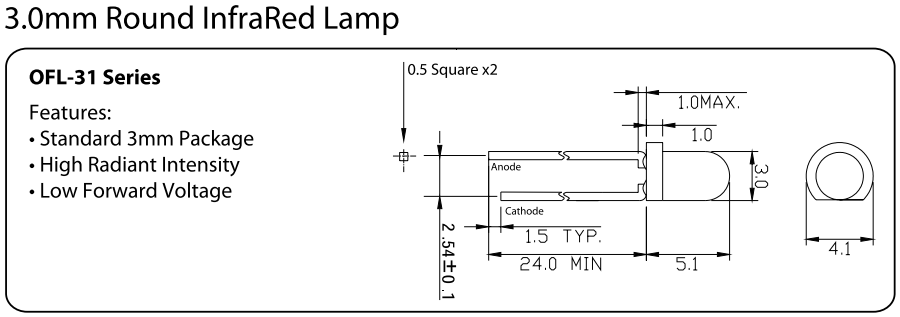 3.0mm Round InfraRed Lamp
OFL-31 Series
Features:
• Standard 3mm Package
• High Radiant Intensity
• Low Forward Voltage
0.5 Square x2
1.0MAX.
1.0
Anode
Cathode
3.0
2.54±0.1
1.5 TYP.
24.0 MIN
5.1
4.1